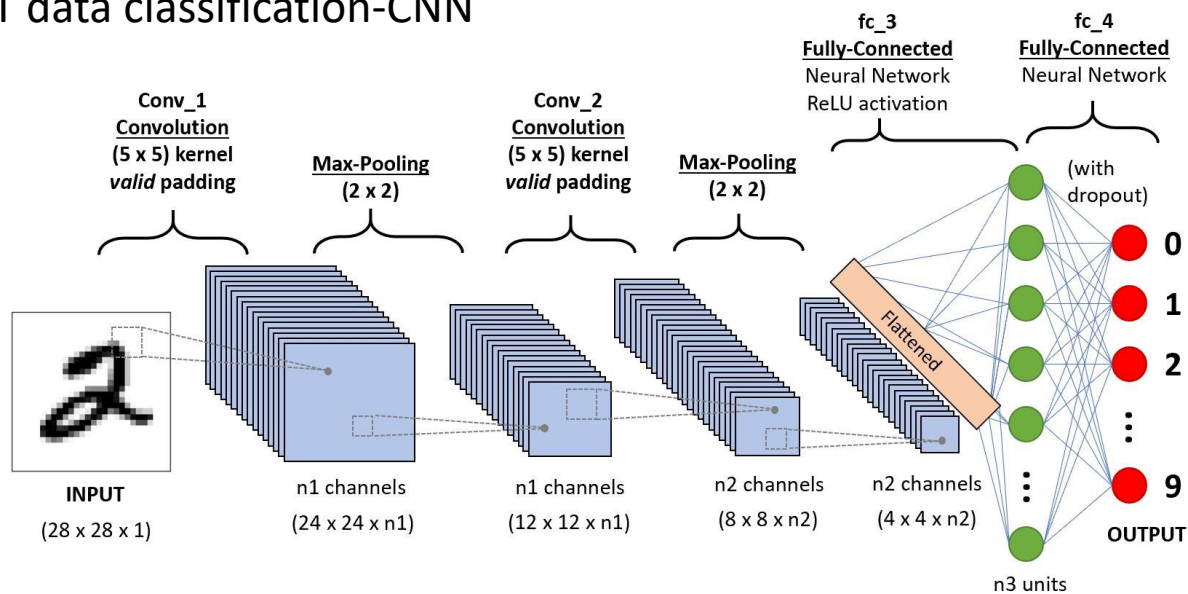 T data classification-CNN
fc_3
Fully-Connected
Neural Network
ReLU activation
fc_4
Fully-Connected
Neural Network
Conv_1
Convolution
(5 x 5) kernel
valid padding
Max-Pooling
(2 x 2)
Conv_2
Convolution
(5 x 5) kernel
valid padding
Max-Pooling
(2 x 2)
(with
dropout)
Flattened
0
1
2
9
INPUT
(28 x 28 x 1)
n1 channels
(24 x 24 x n1)
n1 channels
(12 x 12 x n1)
n2 channels
(8 x 8 x n2)
n2 channels
(4 x 4 x n2)
OUTPUT
n3 units